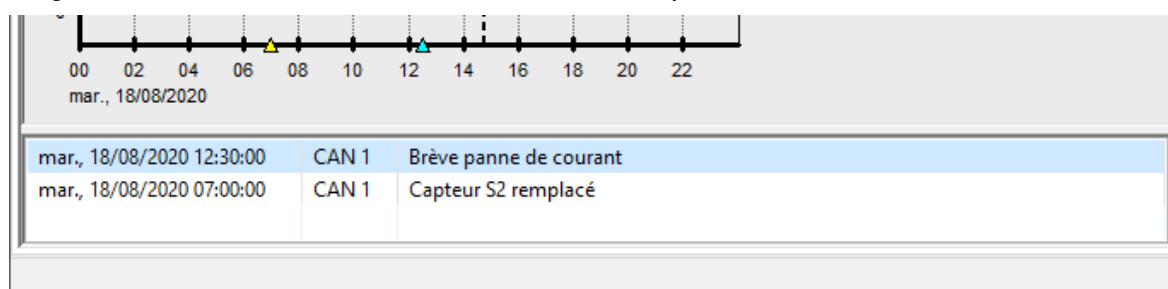 00 02 04 06 08 10 12 14 16 18 20 22
mar., 18/08/2020
mar., 18/08/2020 12:30:00 CAN 1 Brève panne de courant
mar., 18/08/2020 07:00:00 CAN 1 Capteur S2 remplacé